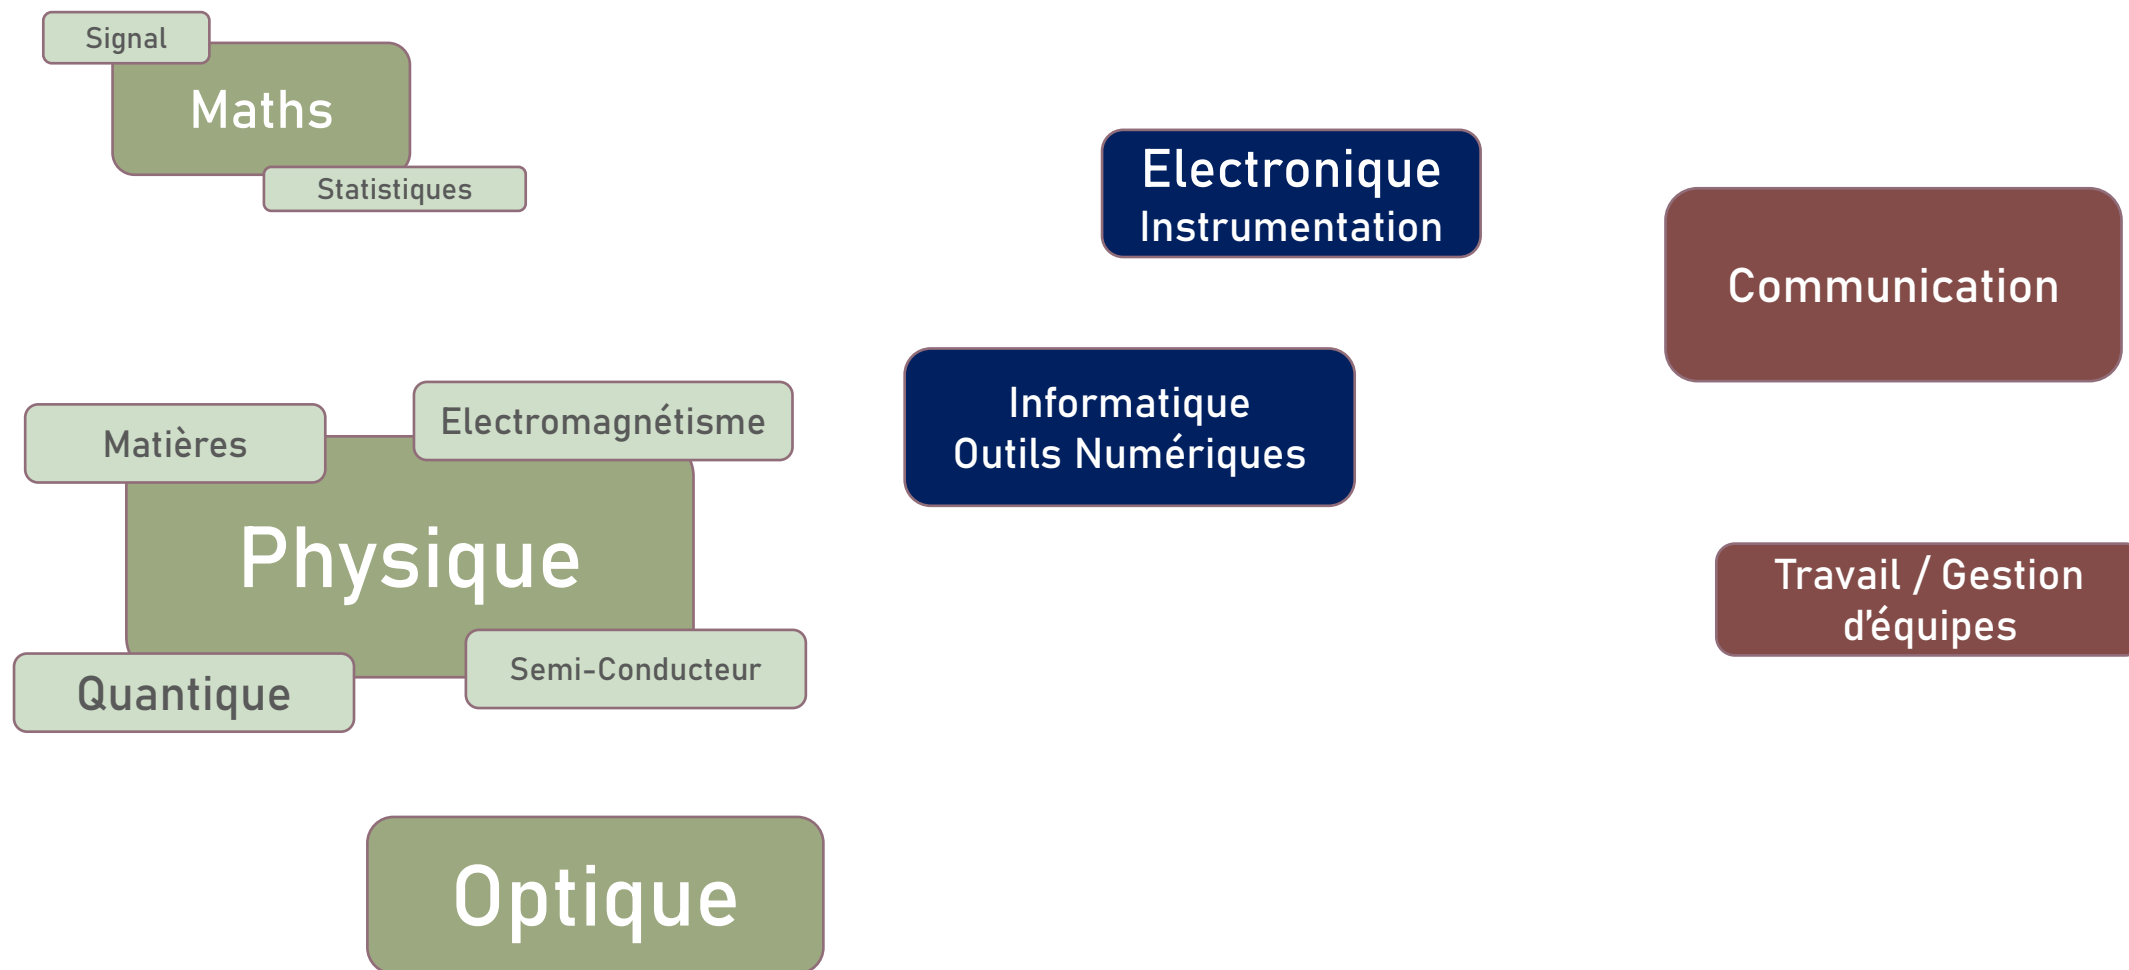 Signal
Maths
Statistiques
Matières
Electromagnétisme
Physique
Quantique
Semi-Conducteur
Optique
Electronique
Instrumentation
Informatique
Outils Numériques
Communication
Travail / Gestion
d'équipes